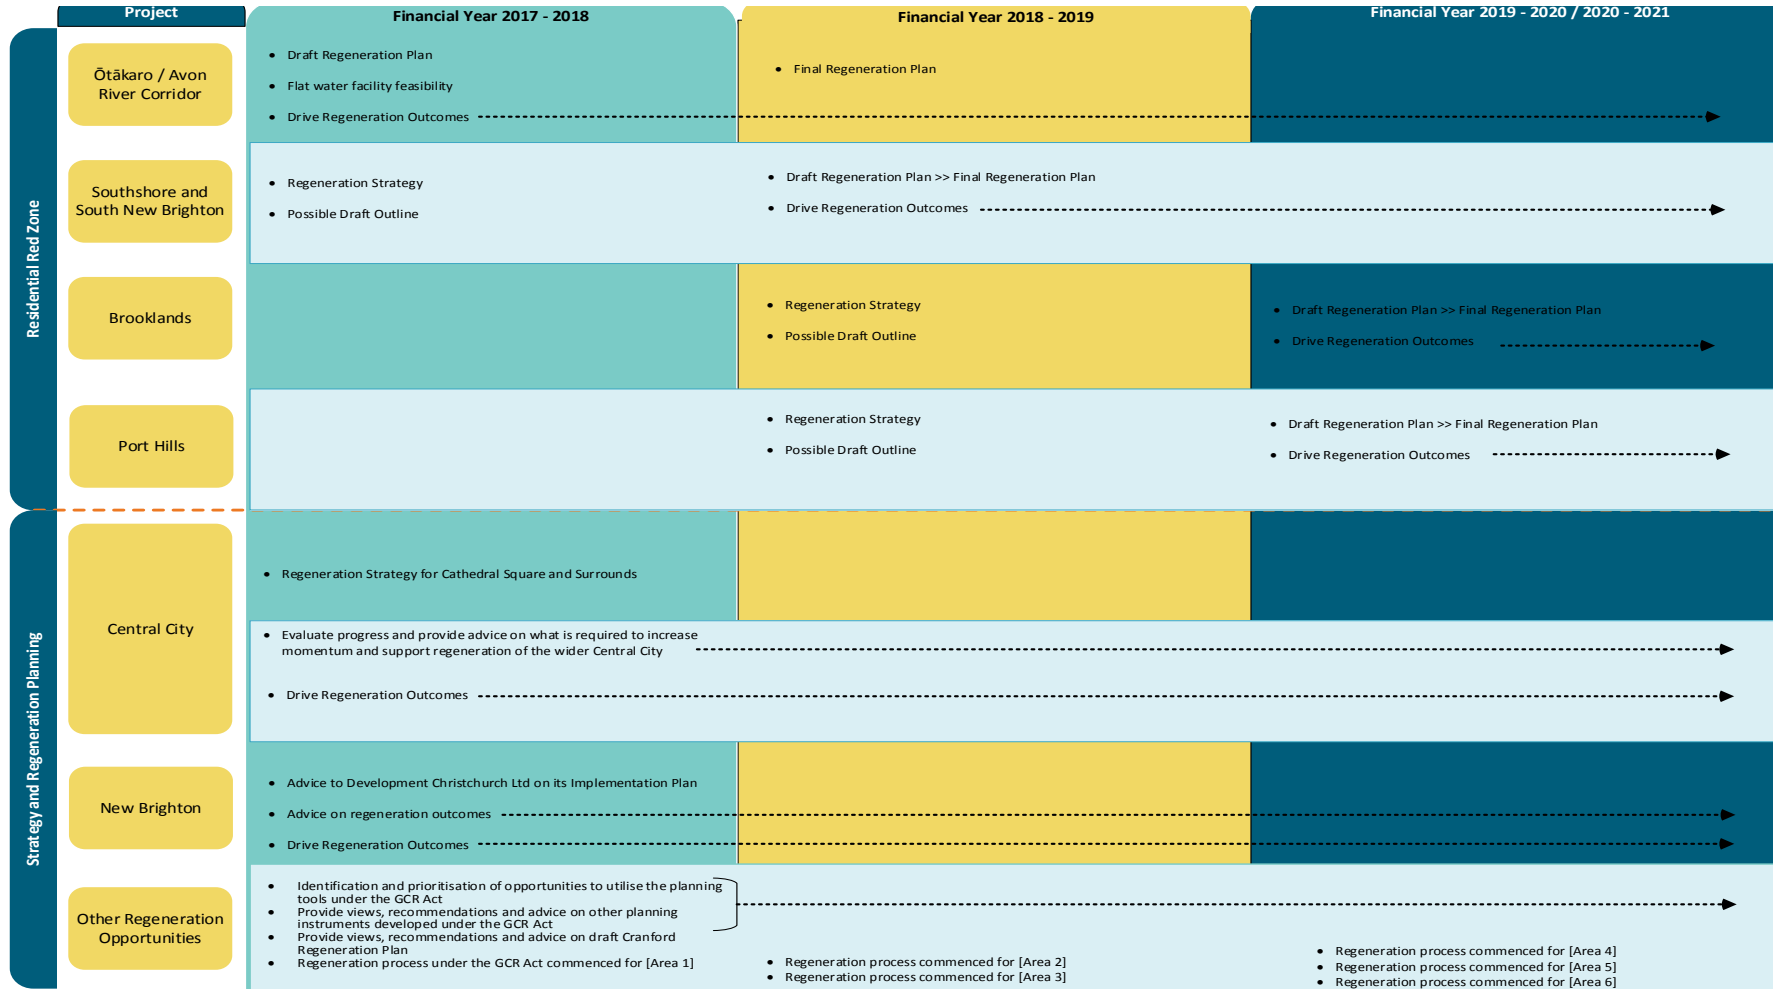 Project
Financial Year 2017 - 2018
Financial Year 2018 - 2019
Financial Year 2019 - 2020 / 2020 - 2021
Residential Red Zone
Ōtākaro / Avon
River Corridor
• Draft Regeneration Plan
• Flat water facility feasibility
• Drive Regeneration Outcomes
• Final Regeneration Plan
Southshore and
South New Brighton
• Regeneration Strategy
• Possible Draft Outline
• Draft Regeneration Plan >> Final Regeneration Plan
• Drive Regeneration Outcomes
Brooklands
• Regeneration Strategy
• Possible Draft Outline
• Draft Regeneration Plan >> Final Regeneration Plan
• Drive Regeneration Outcomes
Port Hills
• Regeneration Strategy
• Possible Draft Outline
• Draft Regeneration Plan >> Final Regeneration Plan
• Drive Regeneration Outcomes
Strategy and Regeneration Planning
Central City
• Regeneration Strategy for Cathedral Square and Surrounds
• Evaluate progress and provide advice on what is required to increase
momentum and support regeneration of the wider Central City
• Drive Regeneration Outcomes
New Brighton
• Advice to Development Christchurch Ltd on its Implementation Plan
• Advice on regeneration outcomes
• Drive Regeneration Outcomes
Other Regeneration
Opportunities
• Identification and prioritisation of opportunities to utilise the planning
tools under the GCR Act
• Provide views, recommendations and advice on other planning
instruments developed under the GCR Act
• Provide views, recommendations and advice on draft Cranford
Regeneration Plan
• Regeneration process under the GCR Act commenced for [Area 1]
• Regeneration process commenced for [Area 2]
• Regeneration process commenced for [Area 3]
• Regeneration process commenced for [Area 4]
• Regeneration process commenced for [Area 5]
• Regeneration process commenced for [Area 6]